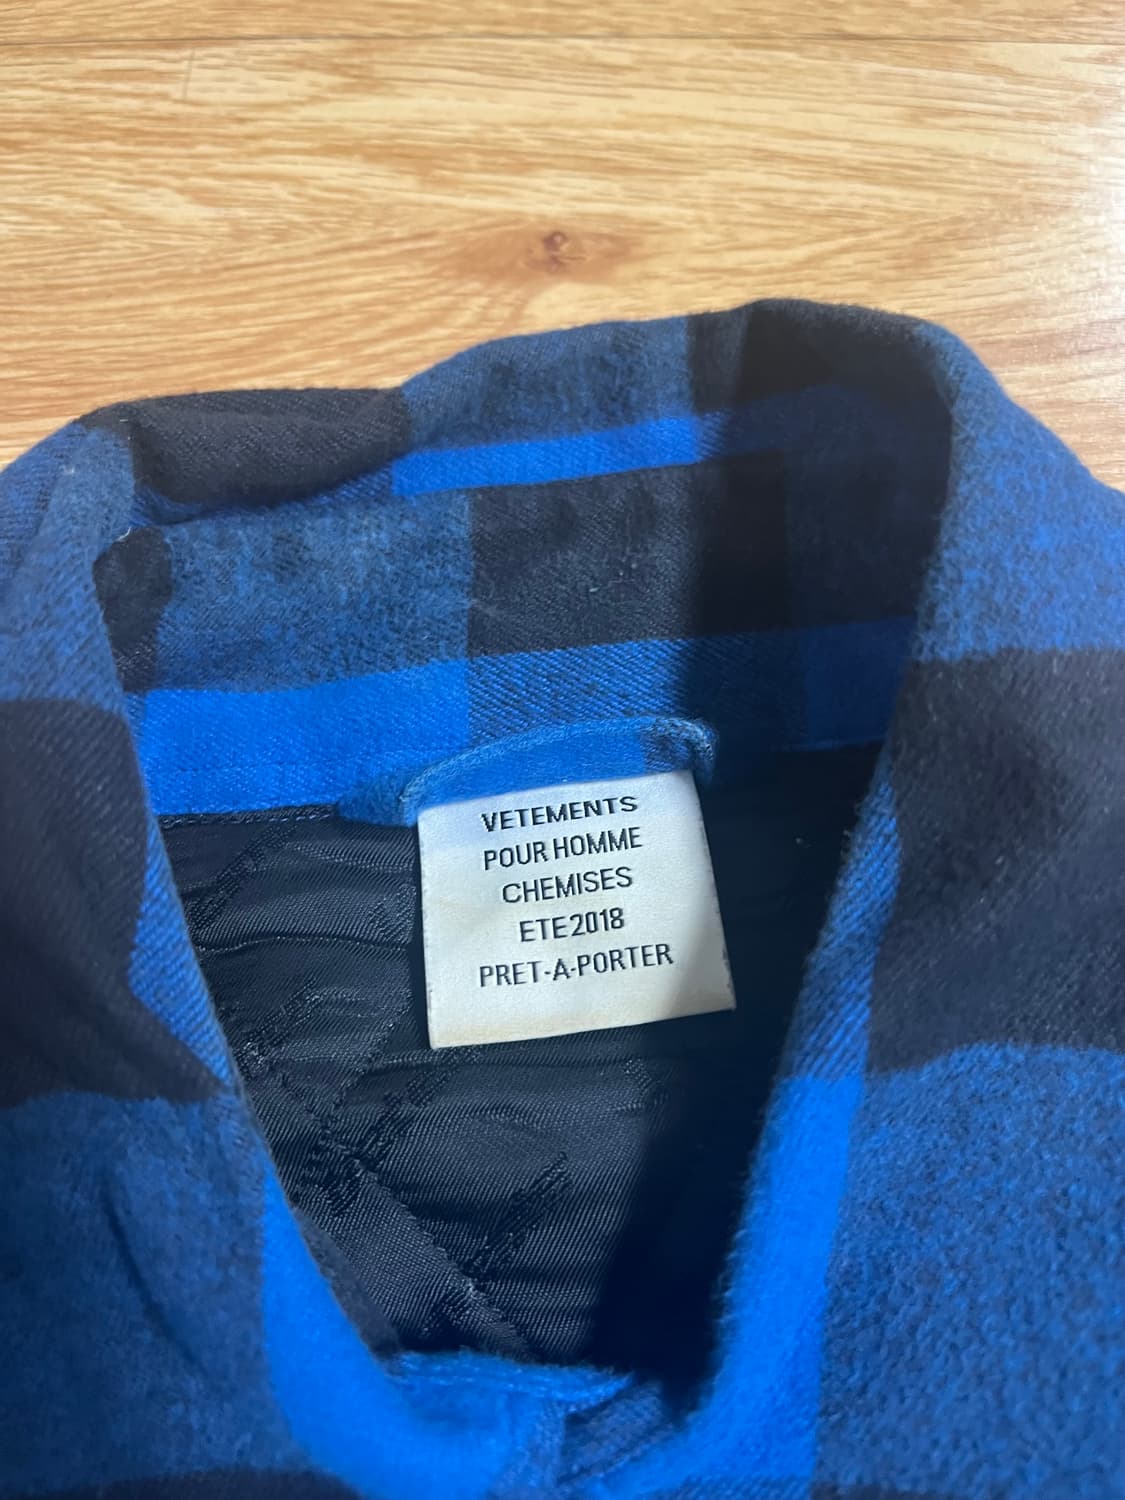 VETEMENTS
POUR HOMME
CHEMISES
ETE2018
PRET-A-PORTER